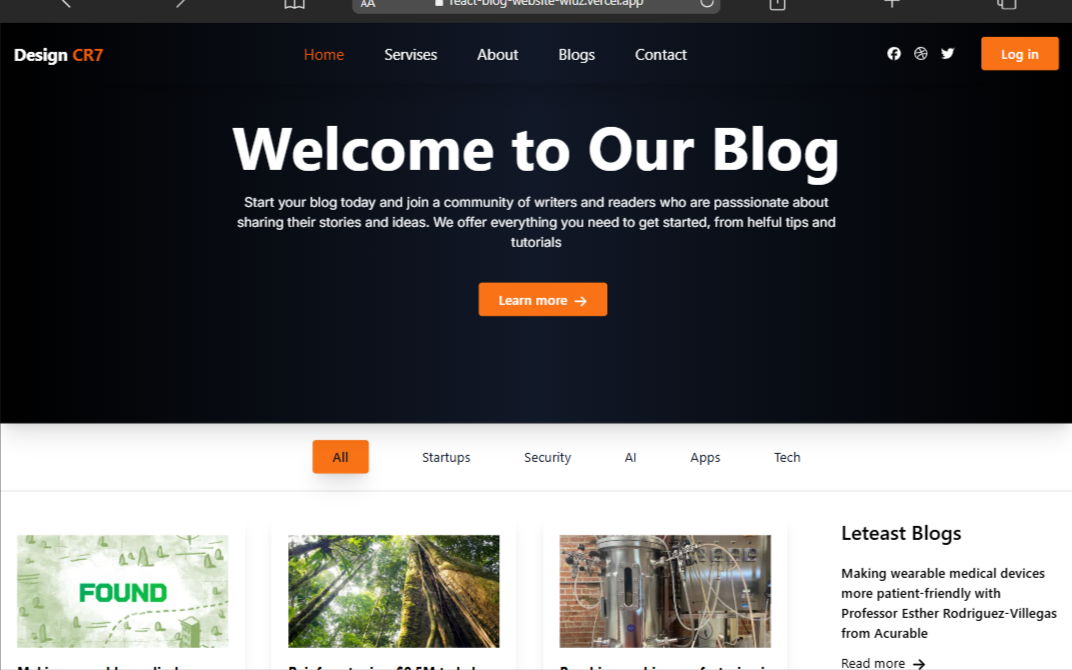 AA react-blog-website-widz.vercel.app
Design CR7 Home Servises About Blogs Contact Log in
Welcome to Our Blog
Start your blog today and join a community of writers and readers who are passsionate about
sharing their stories and ideas. We offer everything you need to get started, from helful tips and
tutorials
Learn more →
All Startups Security AI Apps Tech
FOUND
Leteast Blogs
Making wearable medical devices
more patient-friendly with
Professor Esther Rodriguez-Villegas
from Acurable
Read more →